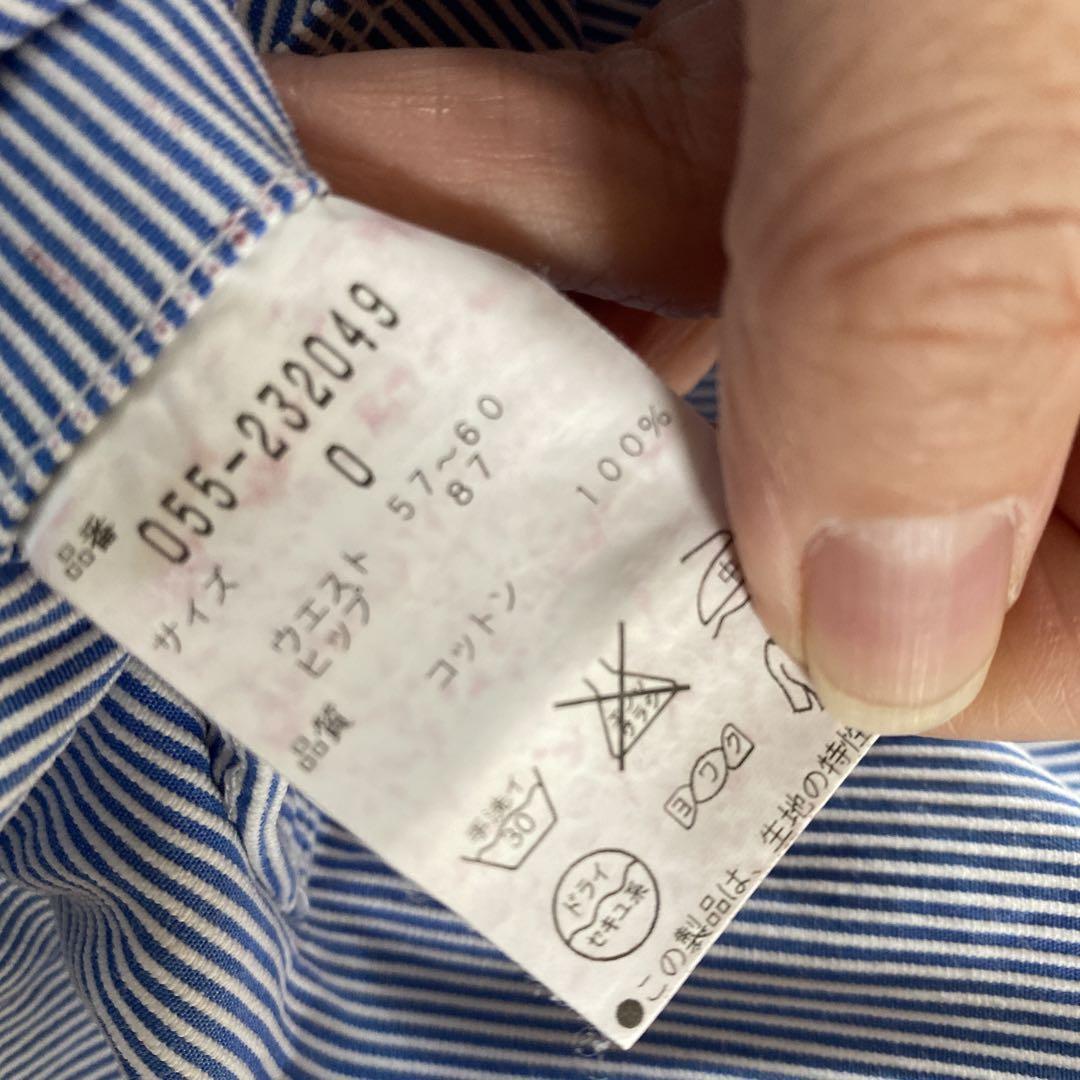 品番 055-232049
サイズ 0
ウエスト 57~60
ヒップ 87
品質 コットン 100%
手洗イ
30
中
ドライ
セキユ系
ヨワク
●この製品は、生地の特性